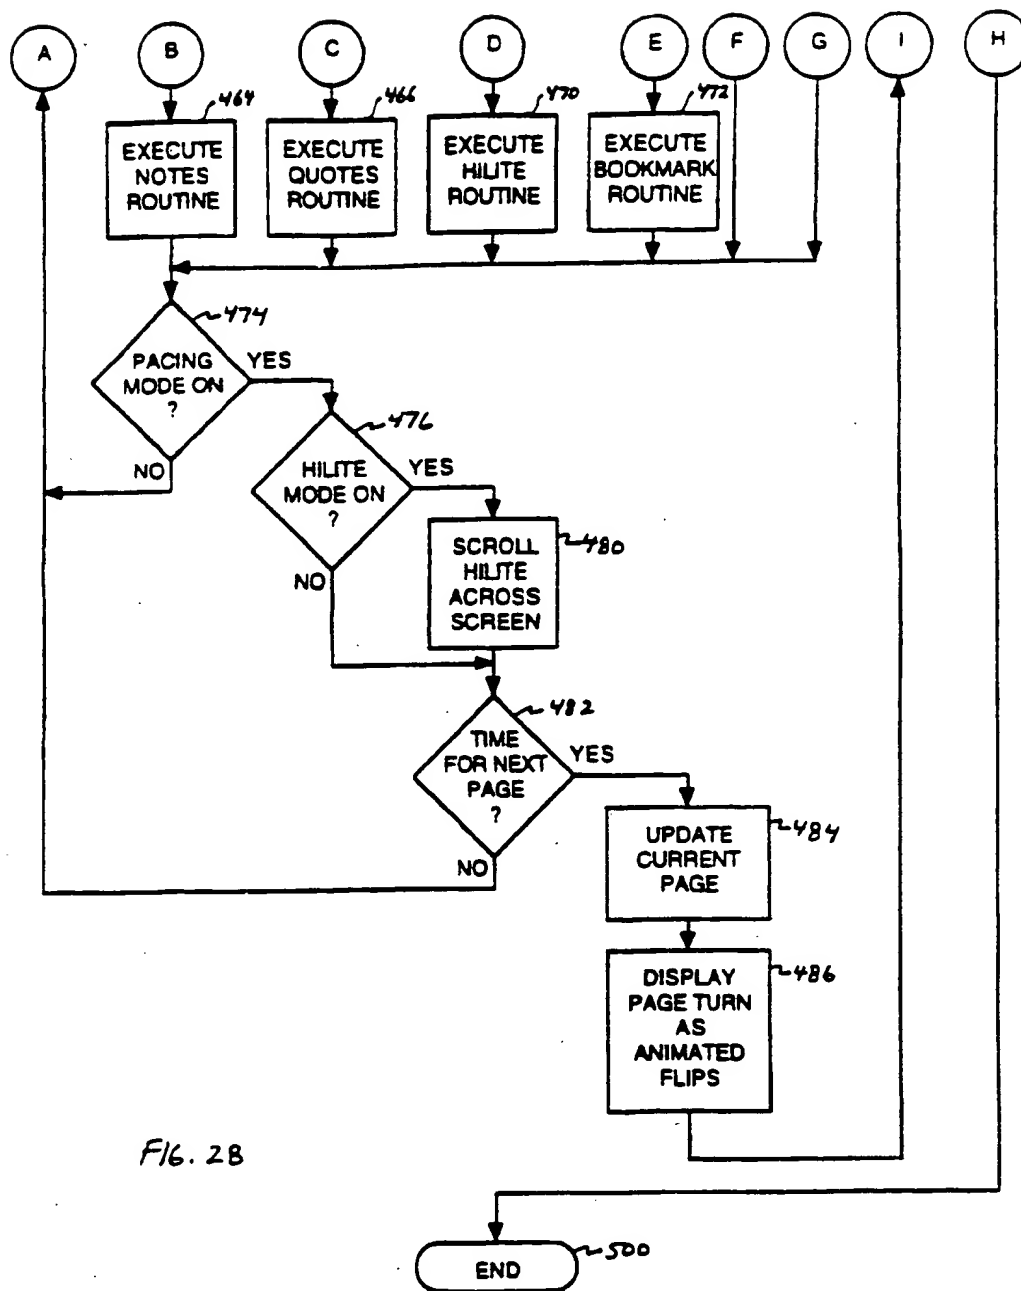 A B C D E F G I H
464 466 470 472
EXECUTE
NOTES
ROUTINE
EXECUTE
QUOTES
ROUTINE
EXECUTE
HILITE
ROUTINE
EXECUTE
BOOKMARK
ROUTINE
474
PACING
MODE ON
?
YES
NO
476
HILITE
MODE ON
?
YES
NO
480
SCROLL
HILITE
ACROSS
SCREEN
482
TIME
FOR NEXT
PAGE
?
YES
NO
484
UPDATE
CURRENT
PAGE
486
DISPLAY
PAGE TURN
AS
ANIMATED
FLIPS
FIG. 2B
500
END